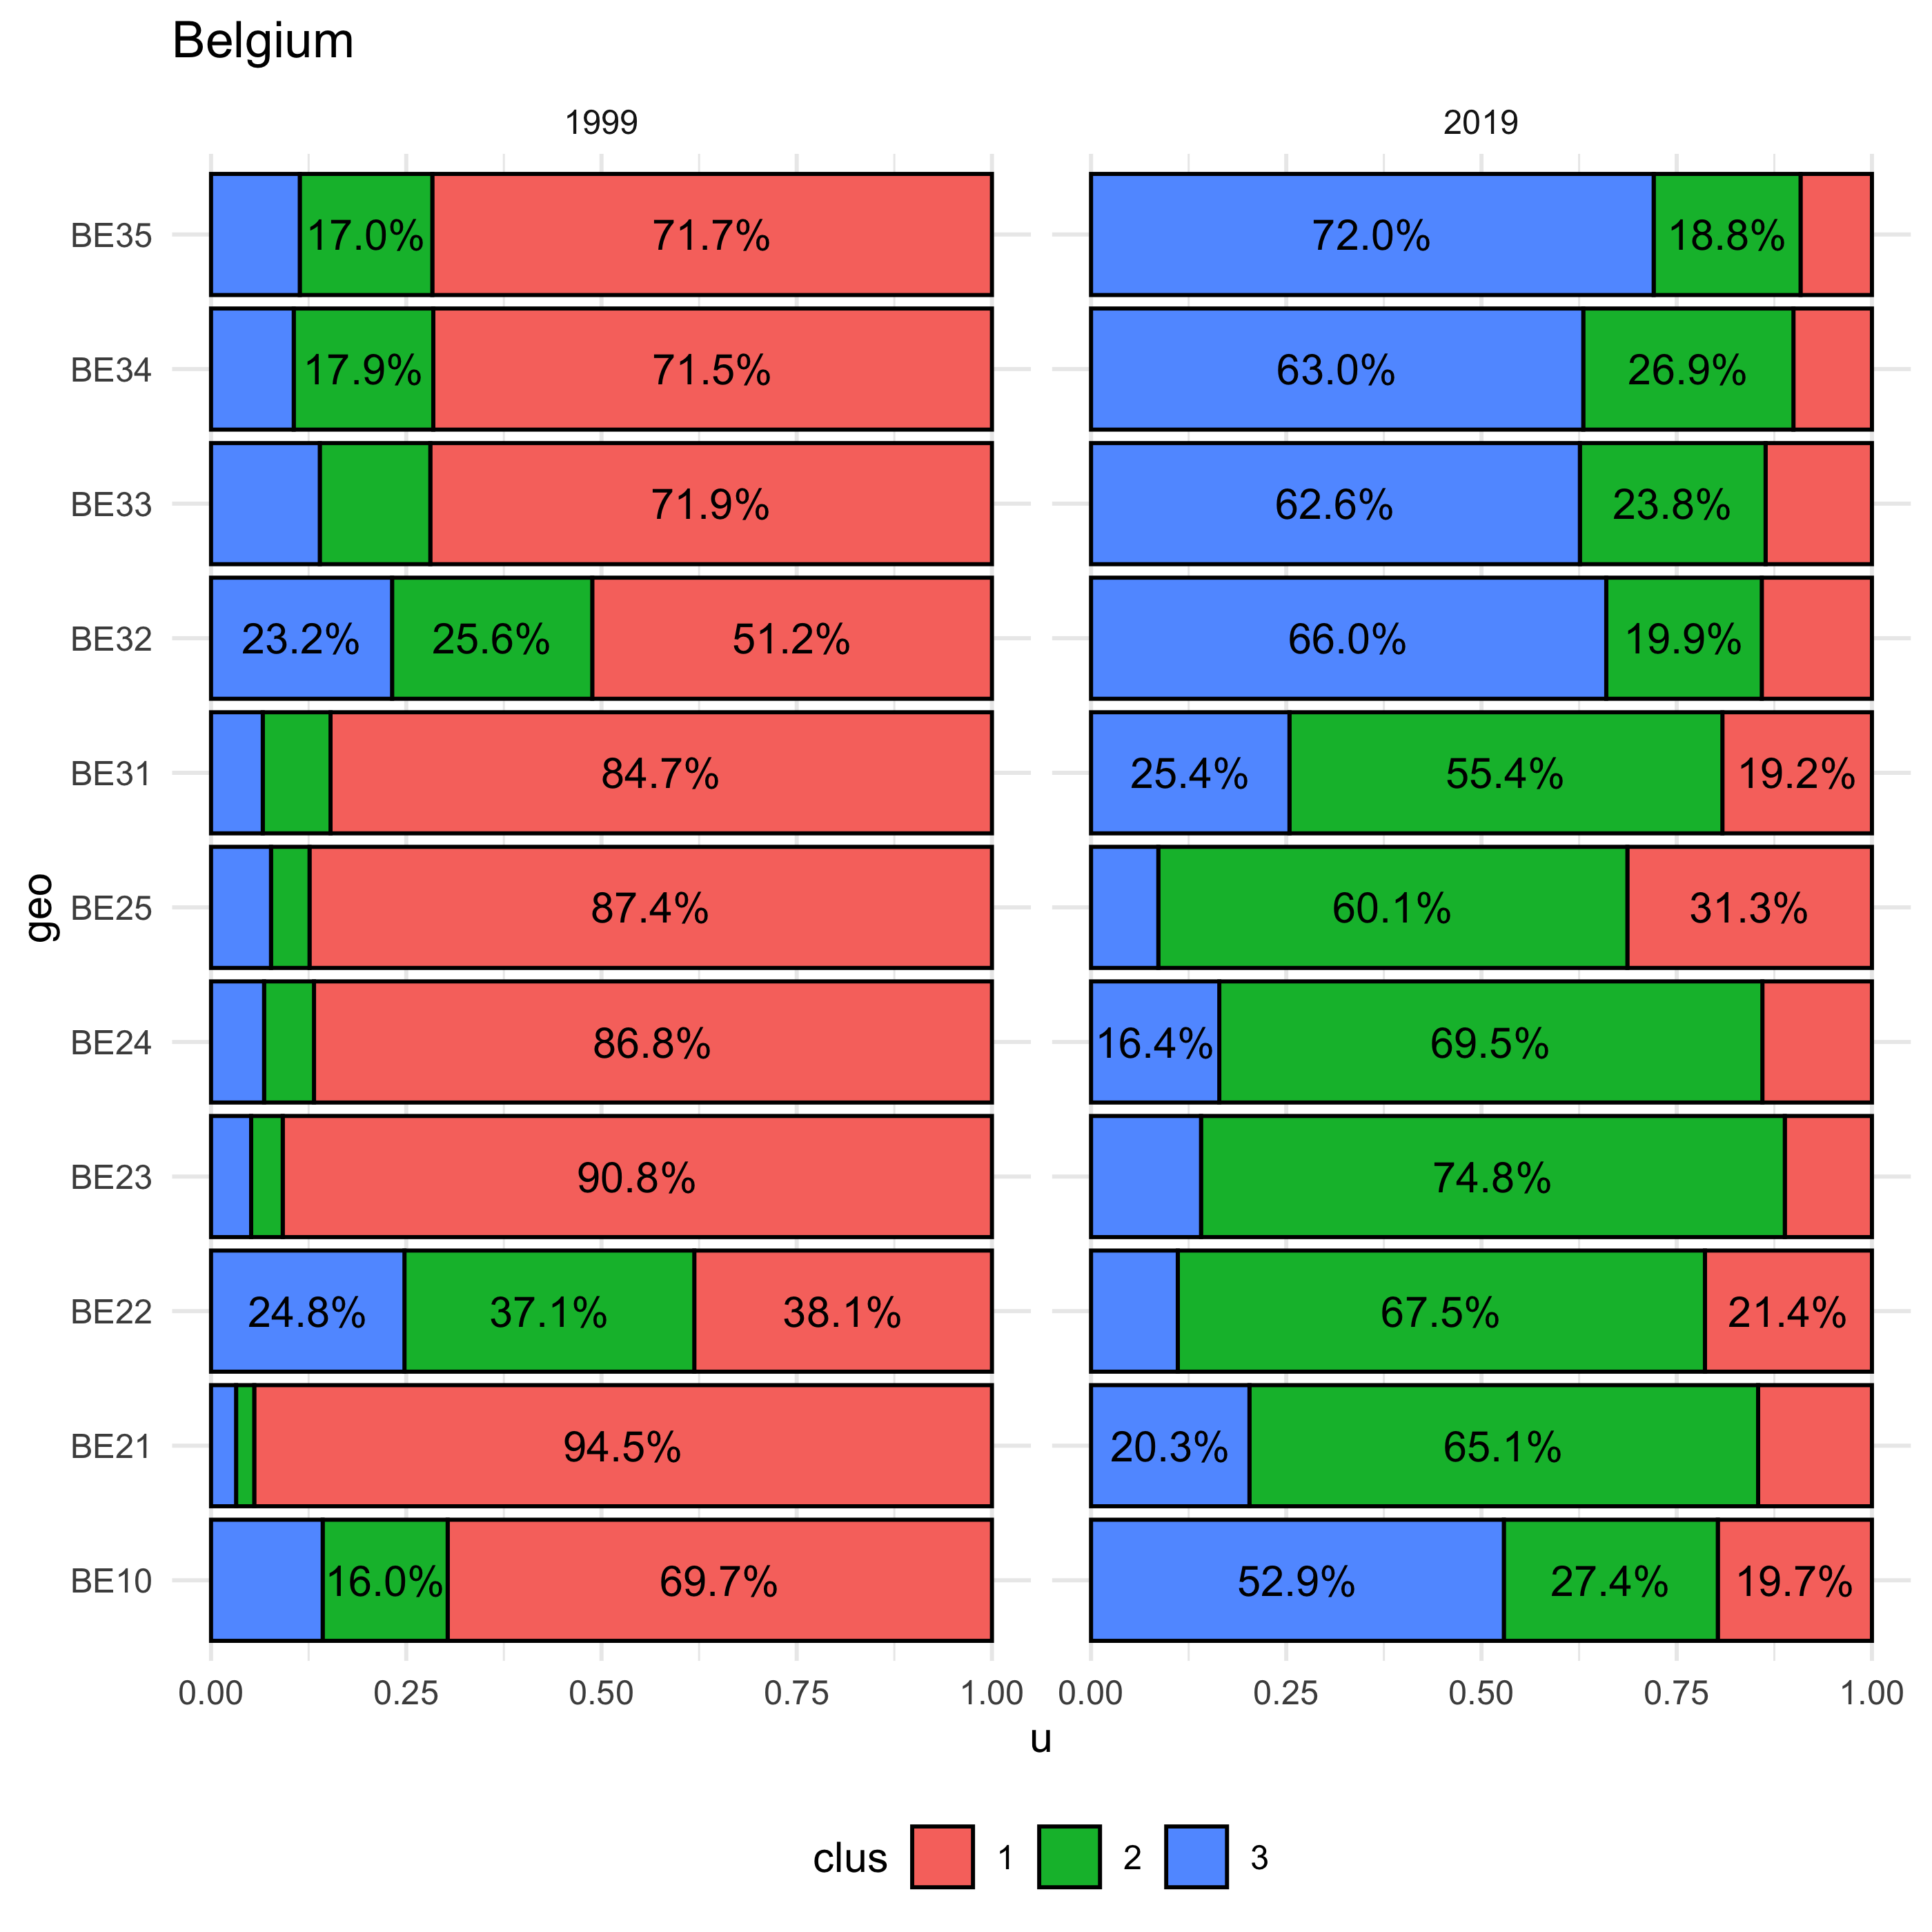 Belgium
1999 2019
BE35 17.0% 71.7% 72.0% 18.8%
BE34 17.9% 71.5% 63.0% 26.9%
BE33 71.9% 62.6% 23.8%
BE32 23.2% 25.6% 51.2% 66.0% 19.9%
BE31 84.7% 25.4% 55.4% 19.2%
geo
BE25 87.4% 60.1% 31.3%
BE24 86.8% 16.4% 69.5%
BE23 90.8% 74.8%
BE22 24.8% 37.1% 38.1% 67.5% 21.4%
BE21 94.5% 20.3% 65.1%
BE10 16.0% 69.7% 52.9% 27.4% 19.7%
0.00 0.25 0.50 0.75 1.00 0.00 0.25 0.50 0.75 1.00
u
clus 1 2 3